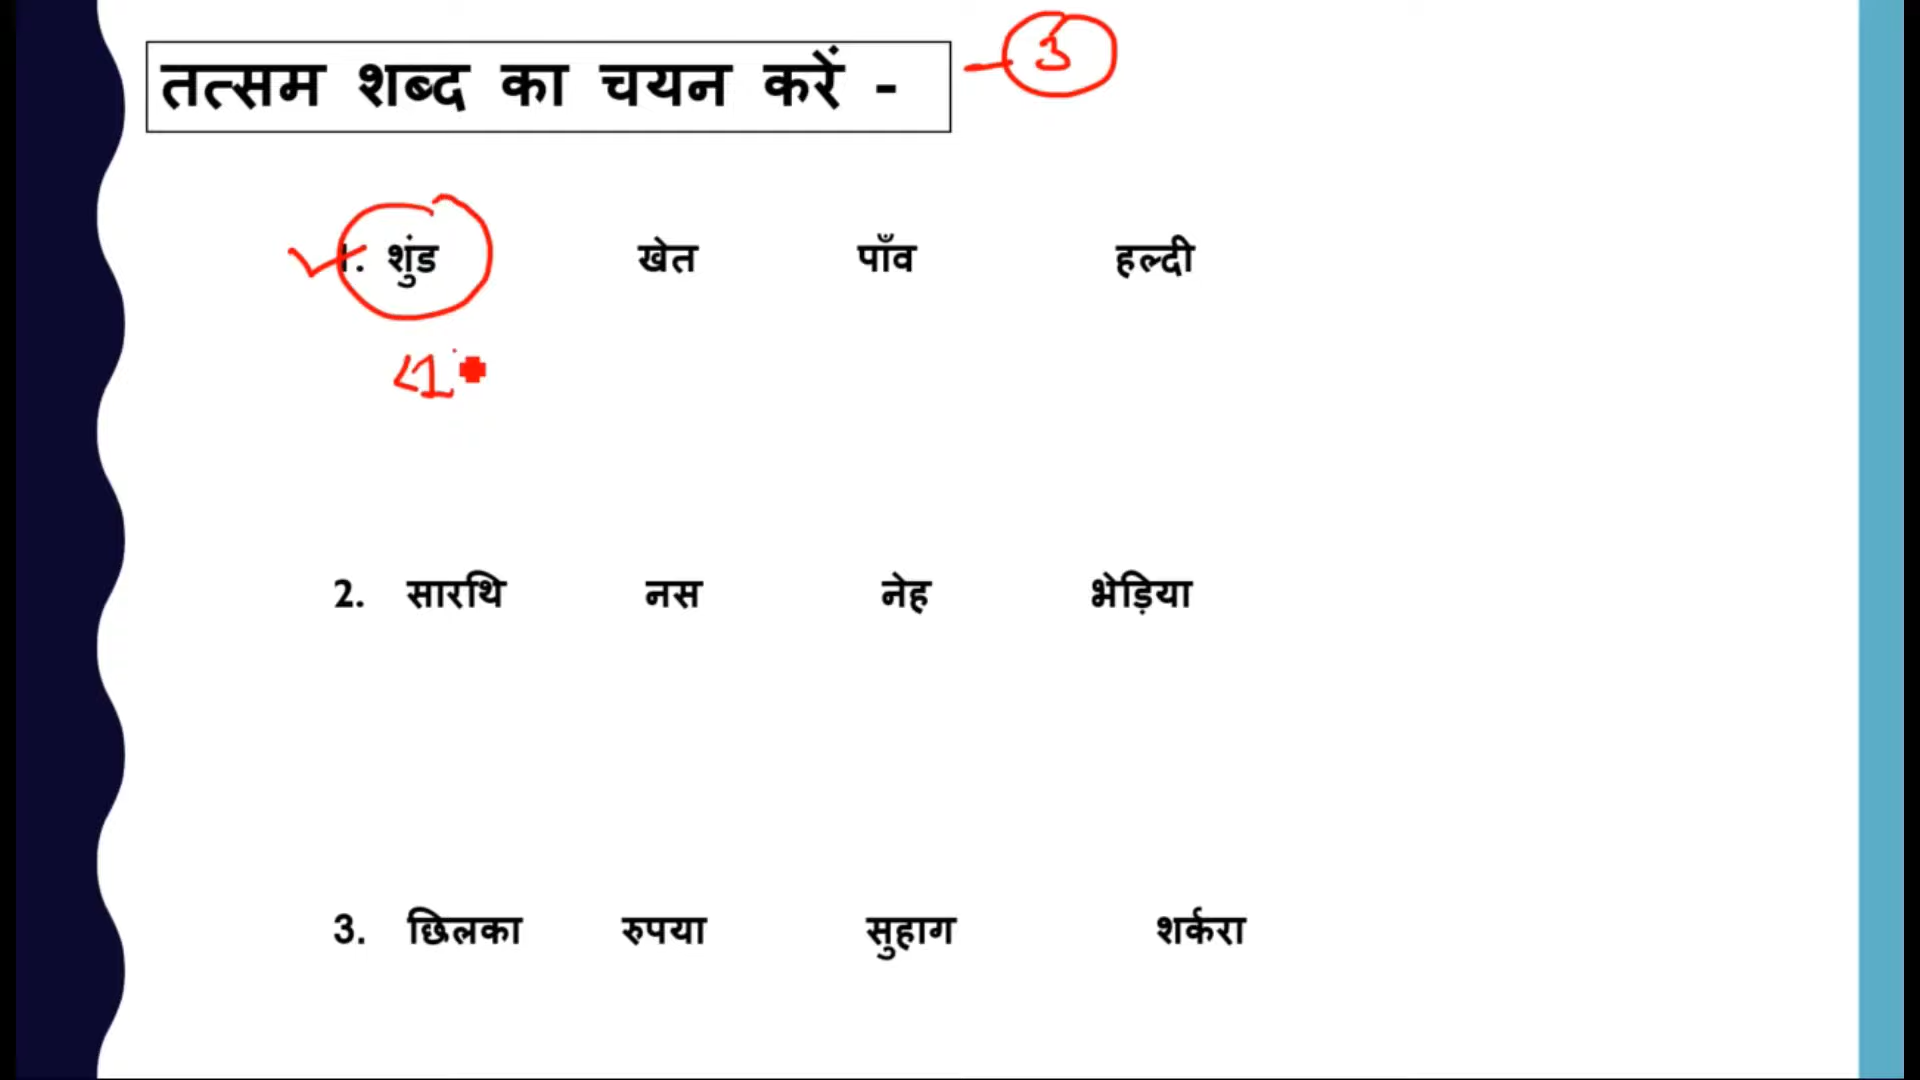 तत्सम शब्द का चयन करें - - 3
1. शुंड खेत पाँव हल्दी
2. सारथि नस नेह भेड़िया
3. छिलका रुपया सुहाग शर्करा